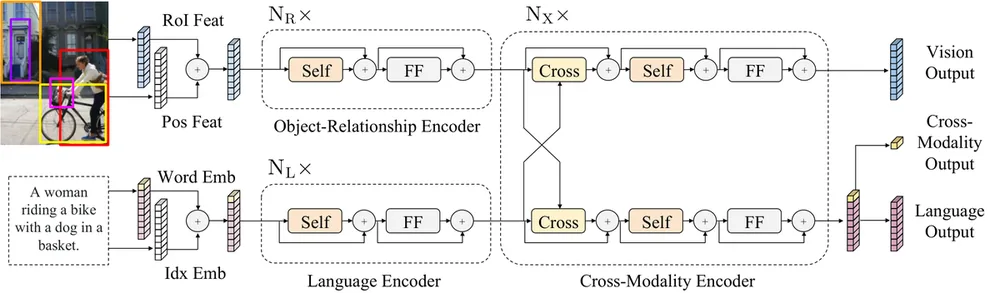 RoI Feat
+
Pos Feat
N_R×
Self
+
FF
+
Object-Relationship Encoder
N_X×
Cross
+
Self
+
FF
+
Vision
Output
Cross-
Modality
Output
A woman
riding a bike
with a dog in a
basket.
Word Emb
+
Idx Emb
N_L×
Self
+
FF
+
Language Encoder
Cross
+
Self
+
FF
+
Cross-Modality Encoder
Language
Output